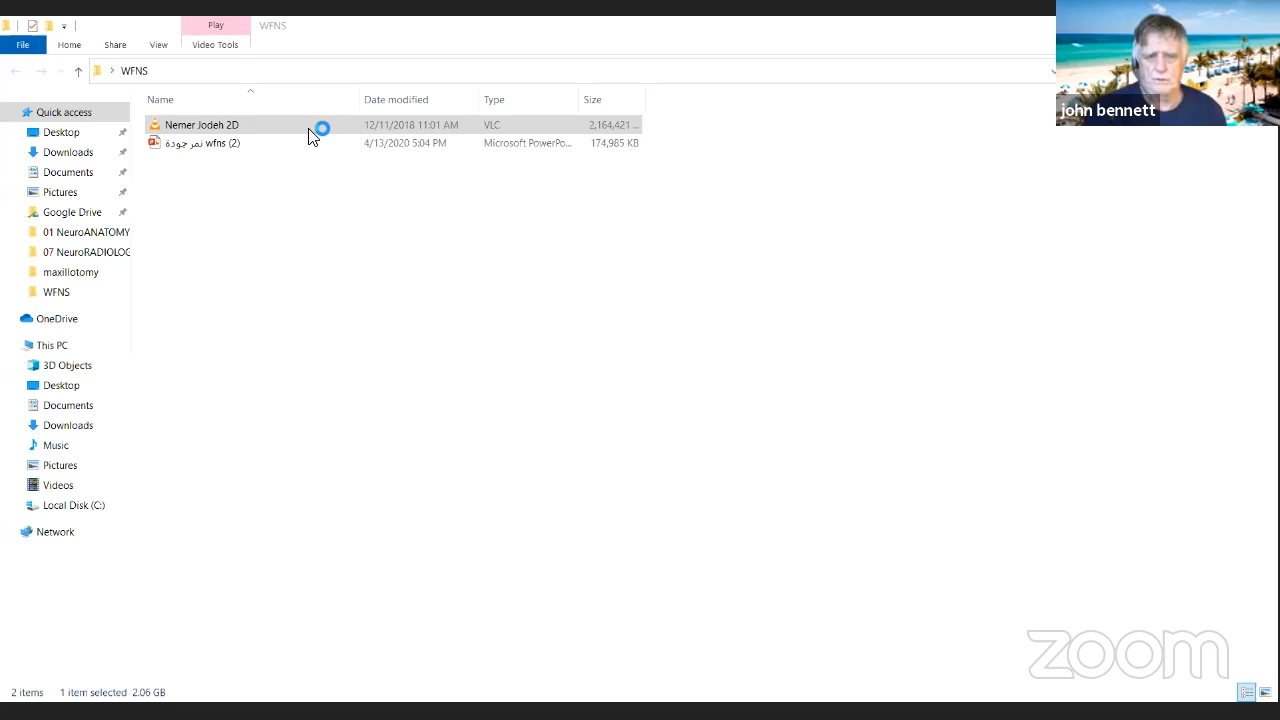 Play WFNS
File Home Share View Video Tools
WFNS
Name Date modified Type Size
Quick access
Nemer Jodeh 2D 12/11/2018 11:01 AM VLC 2,164,421 ...
Desktop
نمر جودة wfns (2) 4/13/2020 5:04 PM Microsoft PowerPo... 174,985 KB
Downloads
Documents
Pictures
Google Drive
01 NeuroANATOMY
07 NeuroRADIOLOG
maxillotomy
WFNS
OneDrive
This PC
3D Objects
Desktop
Documents
Downloads
Music
Pictures
Videos
Local Disk (C:)
Network
2 items 1 item selected 2.06 GB
john bennett
zoom